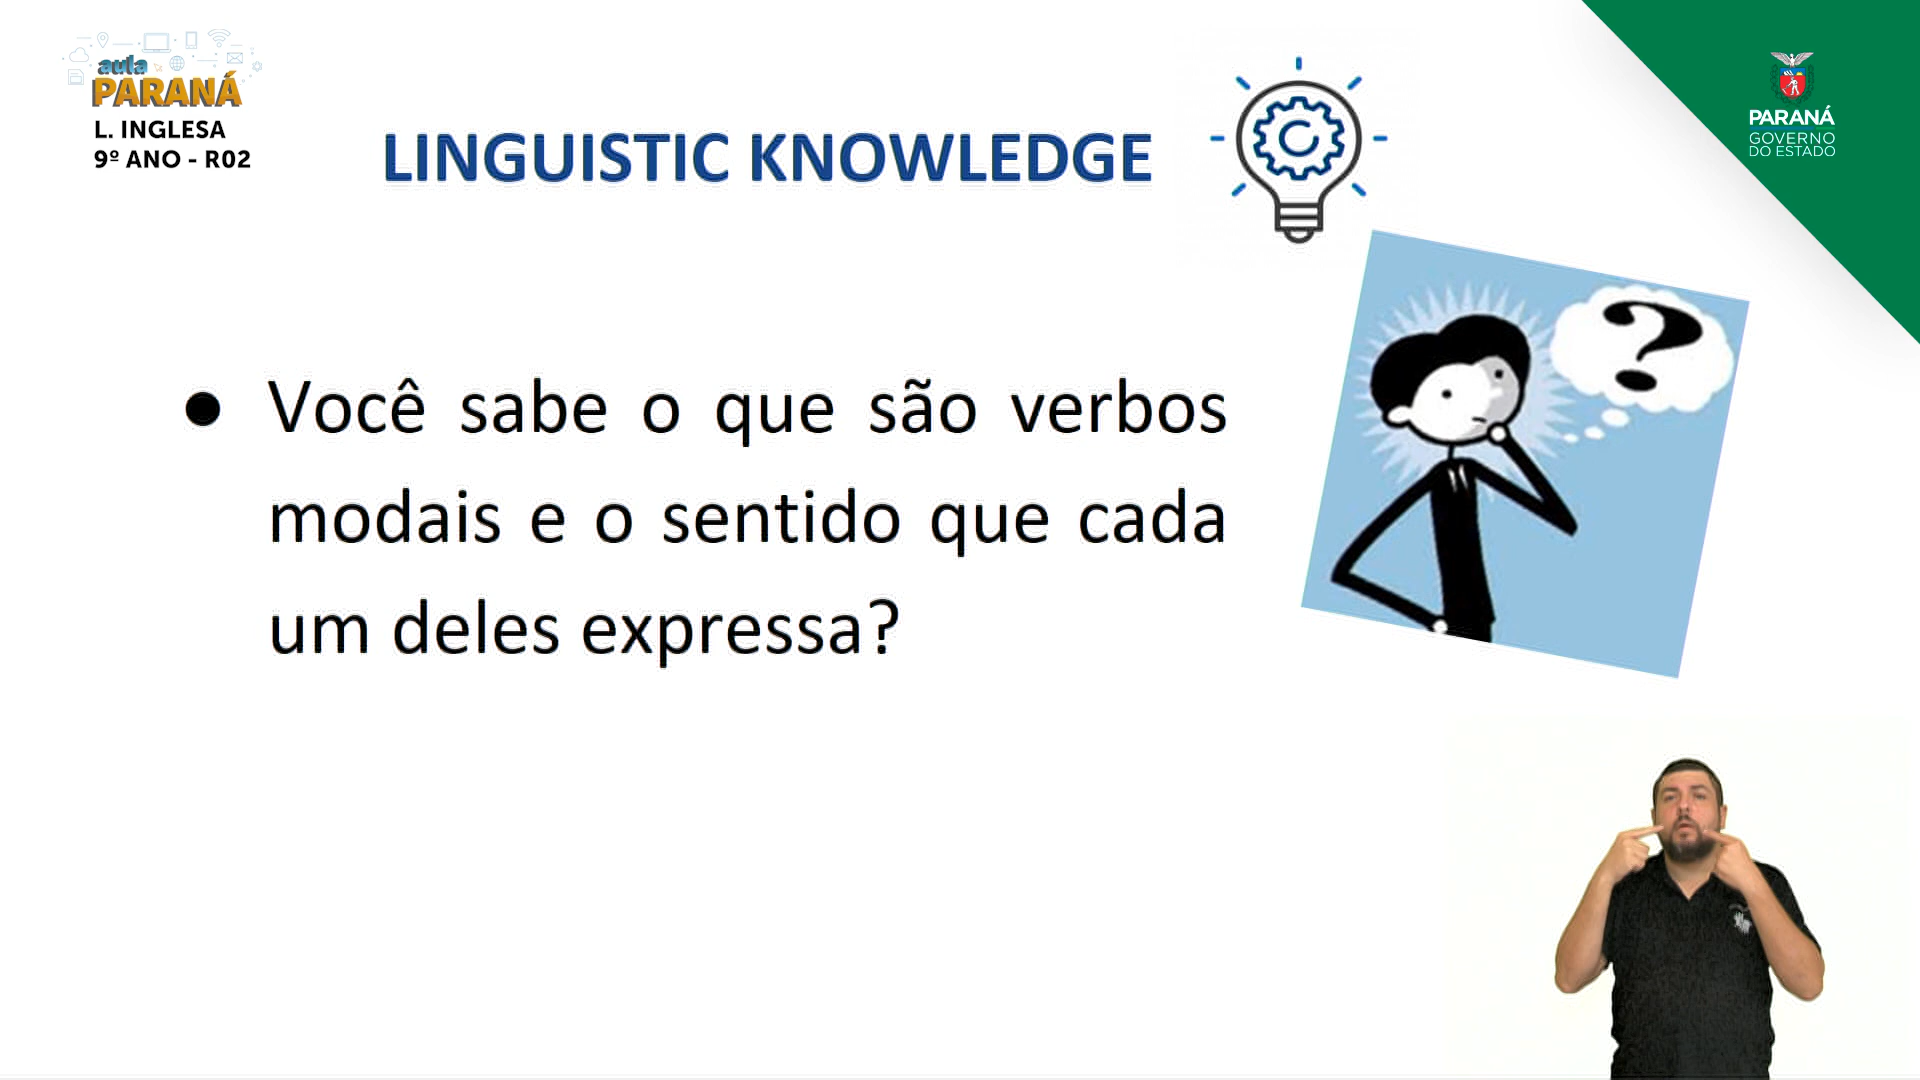 aula
PARANÁ
L. INGLESA
9º ANO - R02
LINGUISTIC KNOWLEDGE
PARANÁ
GOVERNO
DO ESTADO
?
● Você sabe o que são verbos
modais e o sentido que cada
um deles expressa?